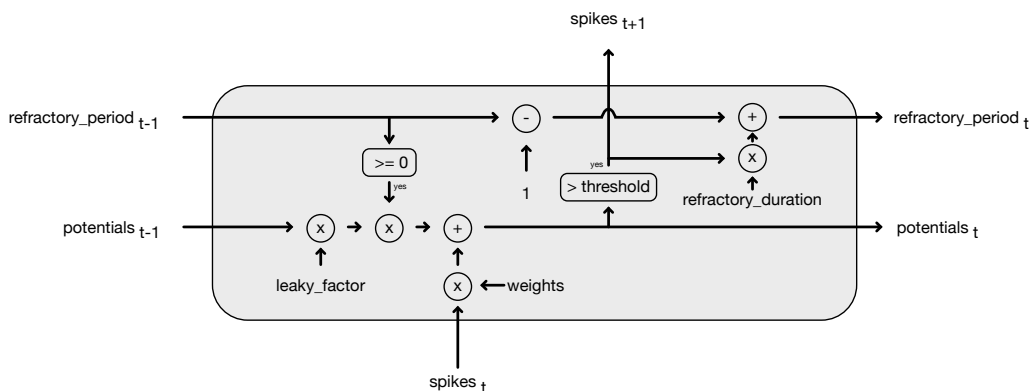 spikes t+1
refractory_period t-1
-
+
refractory_period t
>= 0
yes
yes
x
1
> threshold
refractory_duration
potentials t-1
x
x
+
potentials t
leaky_factor
x
weights
spikes t